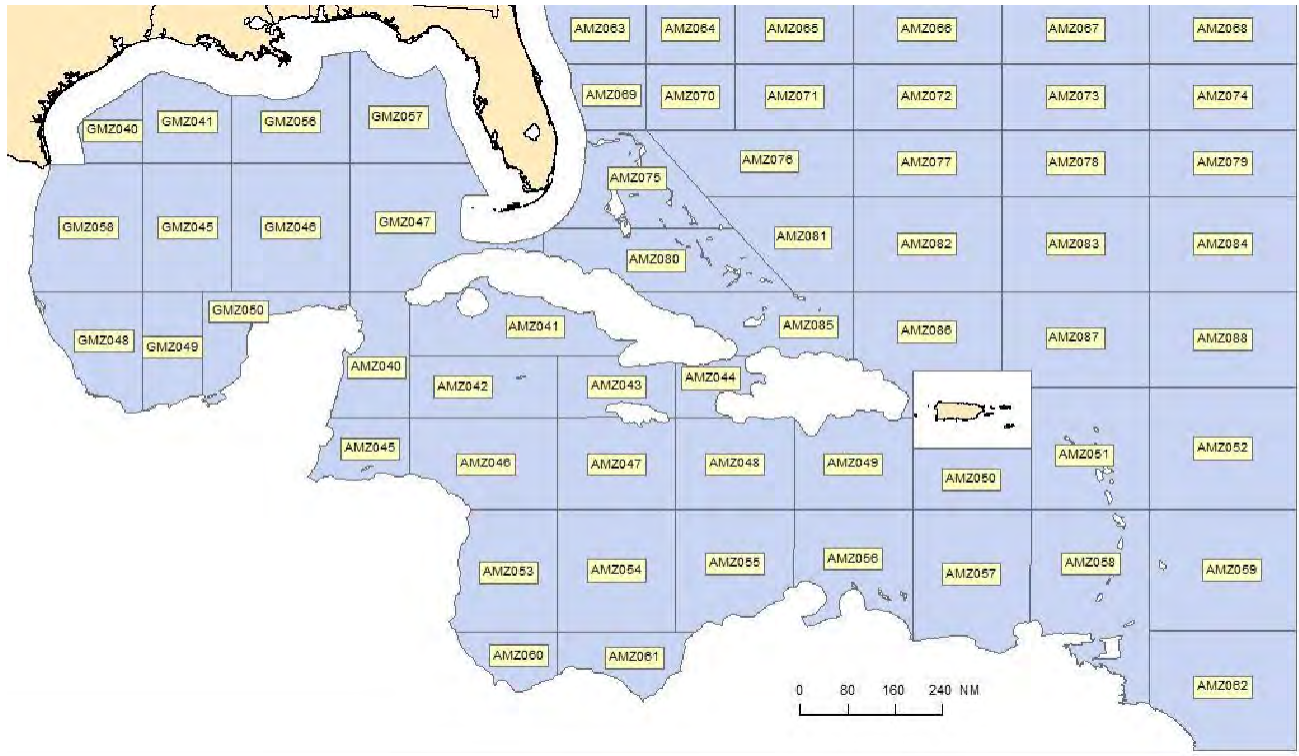 AMZ063 AMZ064 AMZ065 AMZ066 AMZ067 AMZ068
AMZ069 AMZ070 AMZ071 AMZ072 AMZ073 AMZ074
GMZ040 GMZ041 GMZ056 GMZ057
AMZ075 AMZ076 AMZ077 AMZ078 AMZ079
GMZ058 GMZ045 GMZ046 GMZ047
AMZ080 AMZ081 AMZ082 AMZ083 AMZ084
GMZ048 GMZ049 GMZ050
AMZ041 AMZ085 AMZ086 AMZ087 AMZ088
AMZ040 AMZ042 AMZ043 AMZ044
AMZ045 AMZ046 AMZ047 AMZ048 AMZ049 AMZ050 AMZ051 AMZ052
AMZ053 AMZ054 AMZ055 AMZ056 AMZ057 AMZ058 AMZ059
AMZ060 AMZ061 AMZ062
0 80 160 240 NM